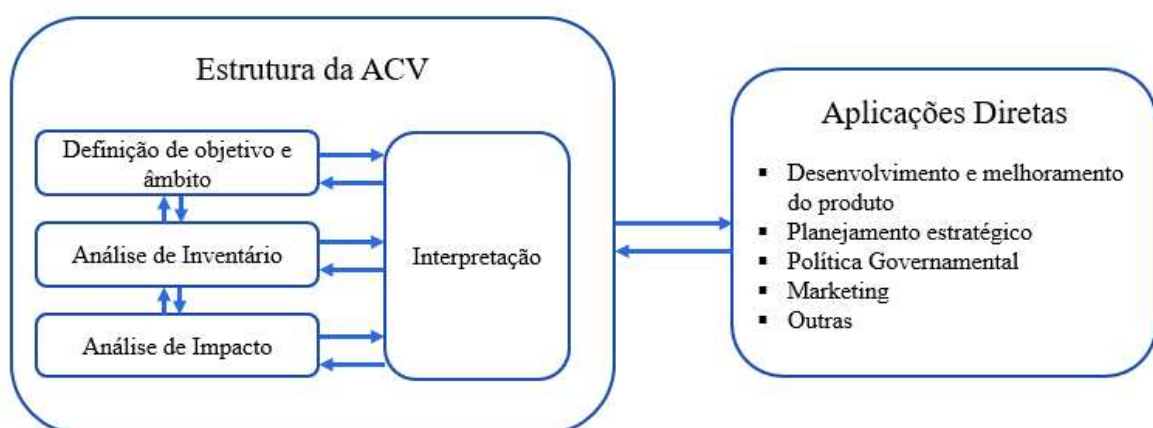 Estrutura da ACV
Definição de objetivo e
âmbito
Análise de Inventário
Análise de Impacto
Interpretação
Aplicações Diretas
▪ Desenvolvimento e melhoramento
do produto
▪ Planejamento estratégico
▪ Política Governamental
▪ Marketing
▪ Outras